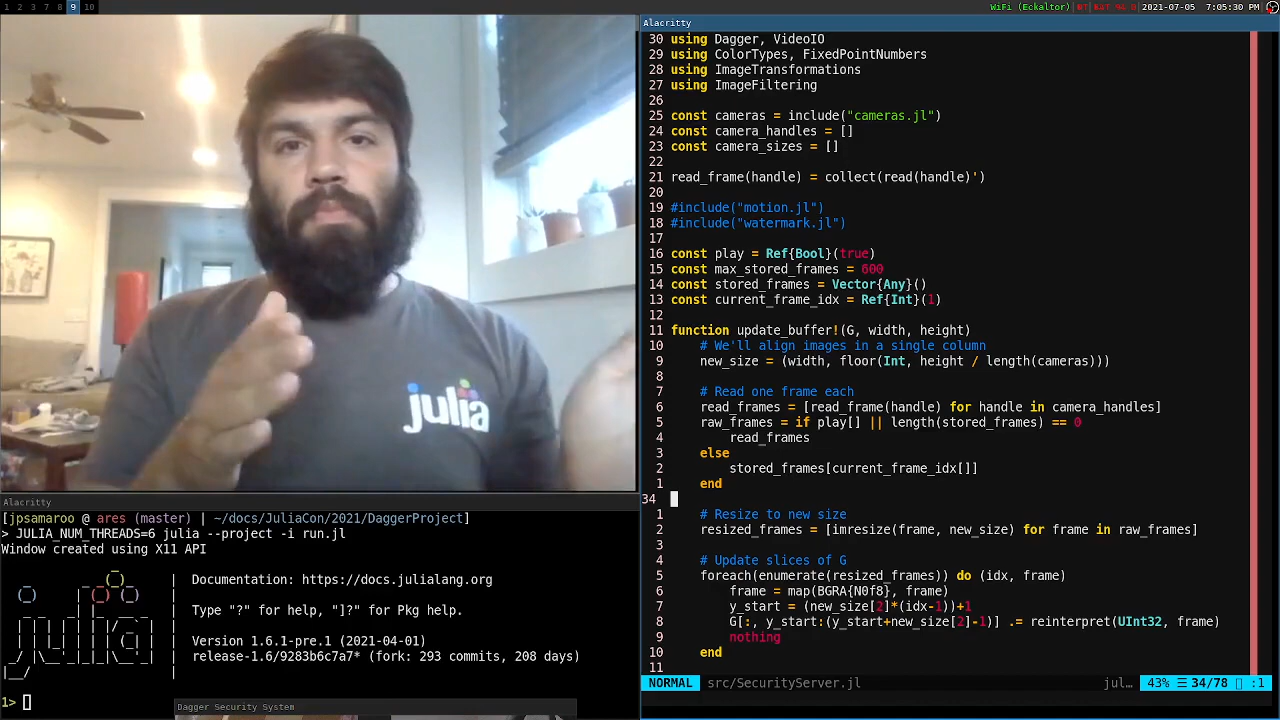 1 2 3 7 8 9 10
WiFi (Eckaltor)
2021-07-05 | 7:05:30 PM
Alacritty
30 using Dagger, VideoIO
29 using ColorTypes, FixedPointNumbers
28 using ImageTransformations
27 using ImageFiltering
26
25 const cameras = include("cameras.jl")
24 const camera_handles = []
23 const camera_sizes = []
22
21 read_frame(handle) = collect(read(handle)')
20
19 #include("motion.jl")
18 #include("watermark.jl")
17
16 const play = Ref{Bool}(true)
15 const max_stored_frames = 600
14 const stored_frames = Vector{Any}()
13 const current_frame_idx = Ref{Int}(1)
12
11 function update_buffer!(G, width, height)
10 # We'll align images in a single column
9 new_size = (width, floor(Int, height / length(cameras)))
8
7 # Read one frame each
6 read_frames = [read_frame(handle) for handle in camera_handles]
5 raw_frames = if play[] || length(stored_frames) == 0
4 read_frames
3 else
2 stored_frames[current_frame_idx[]]
1 end
34
1 # Resize to new size
2 resized_frames = [imresize(frame, new_size) for frame in raw_frames]
3
4 # Update slices of G
5 foreach(enumerate(resized_frames)) do (idx, frame)
6 frame = map(BGRA{N0f8}, frame)
7 y_start = (new_size[2]*(idx-1))+1
8 G[:, y_start:(y_start+new_size[2]-1)] .= reinterpret(UInt32, frame)
9 nothing
10 end
11
NORMAL src/SecurityServer.jl jul… 43% ☰ 34/78 :1
julia
Alacritty
[jpsamaroo @ ares (master) | ~/docs/JuliaCon/2021/DaggerProject]
> JULIA_NUM_THREADS=6 julia --project -i run.jl
Window created using X11 API
| Documentation: https://docs.julialang.org
|
| Type "?" for help, "]?" for Pkg help.
|
| Version 1.6.1-pre.1 (2021-04-01)
| release-1.6/9283b6c7a7* (fork: 293 commits, 208 days)
|
1>
Dagger Security System